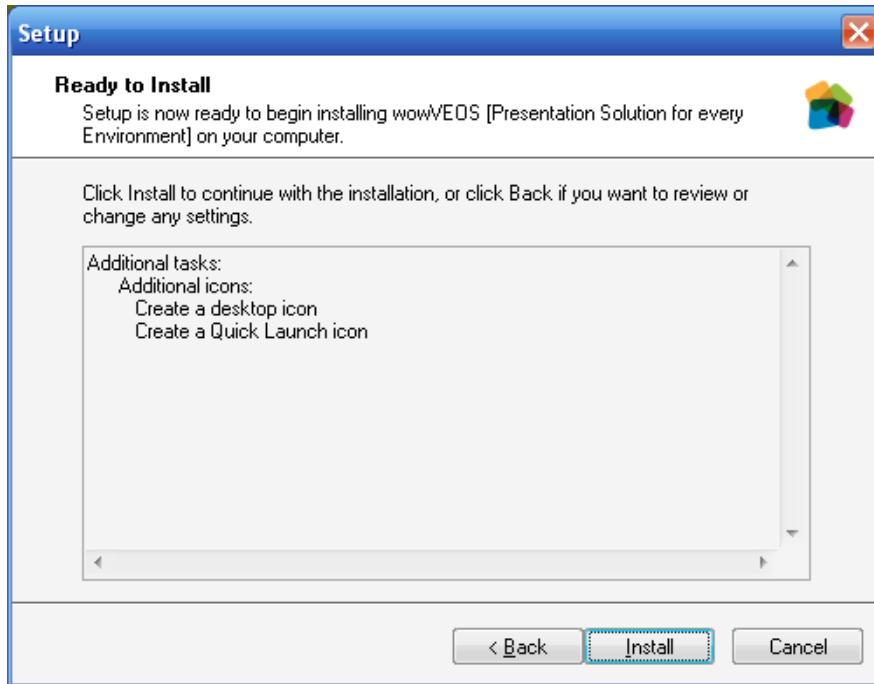 Setup
Ready to Install
Setup is now ready to begin installing wowVEOS [Presentation Solution for every
Environment] on your computer.
Click Install to continue with the installation, or click Back if you want to review or
change any settings.
Additional tasks:
Additional icons:
Create a desktop icon
Create a Quick Launch icon
< Back
Install
Cancel